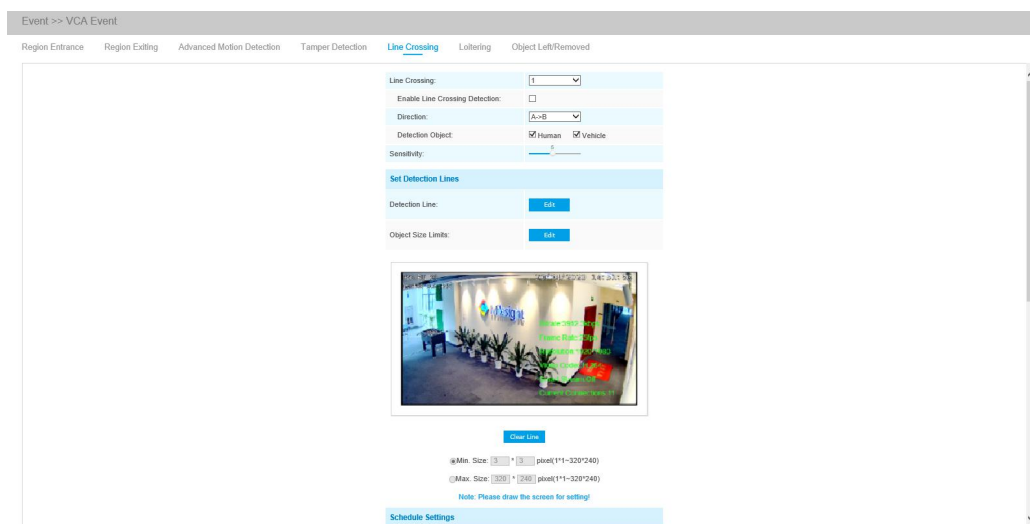 Event >> VCA Event
Region Entrance Region Exiting Advanced Motion Detection Tamper Detection Line Crossing Loitering Object Left/Removed
Line Crossing: 1
Enable Line Crossing Detection:
Direction: A->B
Detection Object: Human Vehicle
Sensitivity:
Set Detection Lines
Detection Line: Edit
Object Size Limits: Edit
Frame Rate:
Clear Line
Min. Size: 3 * 3 pixel(1*1~320*240)
Max. Size: 320 * 240 pixel(1*1~320*240)
Note: Please draw the screen for setting!
Schedule Settings